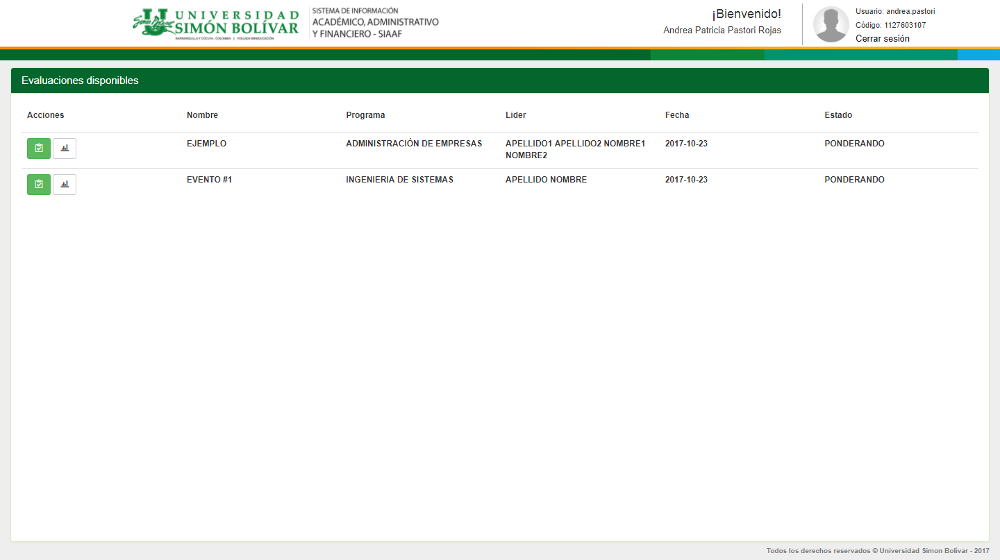 UNIVERSIDAD
SIMÓN BOLÍVAR
BARRANQUILLA Y CÚCUTA - COLOMBIA | VIGILADA MINEDUCACIÓN
SISTEMA DE INFORMACIÓN
ACADÉMICO, ADMINISTRATIVO
Y FINANCIERO - SIAAF
¡Bienvenido!
Andrea Patricia Pastori Rojas
Usuario: andrea.pastori
Código: 1127603107
Cerrar sesión
Evaluaciones disponibles
Acciones Nombre Programa Lider Fecha Estado
EJEMPLO ADMINISTRACIÓN DE EMPRESAS APELLIDO1 APELLIDO2 NOMBRE1 2017-10-23 PONDERANDO
NOMBRE2
EVENTO #1 INGENIERIA DE SISTEMAS APELLIDO NOMBRE 2017-10-23 PONDERANDO
Todos los derechos reservados © Universidad Simon Bolívar - 2017